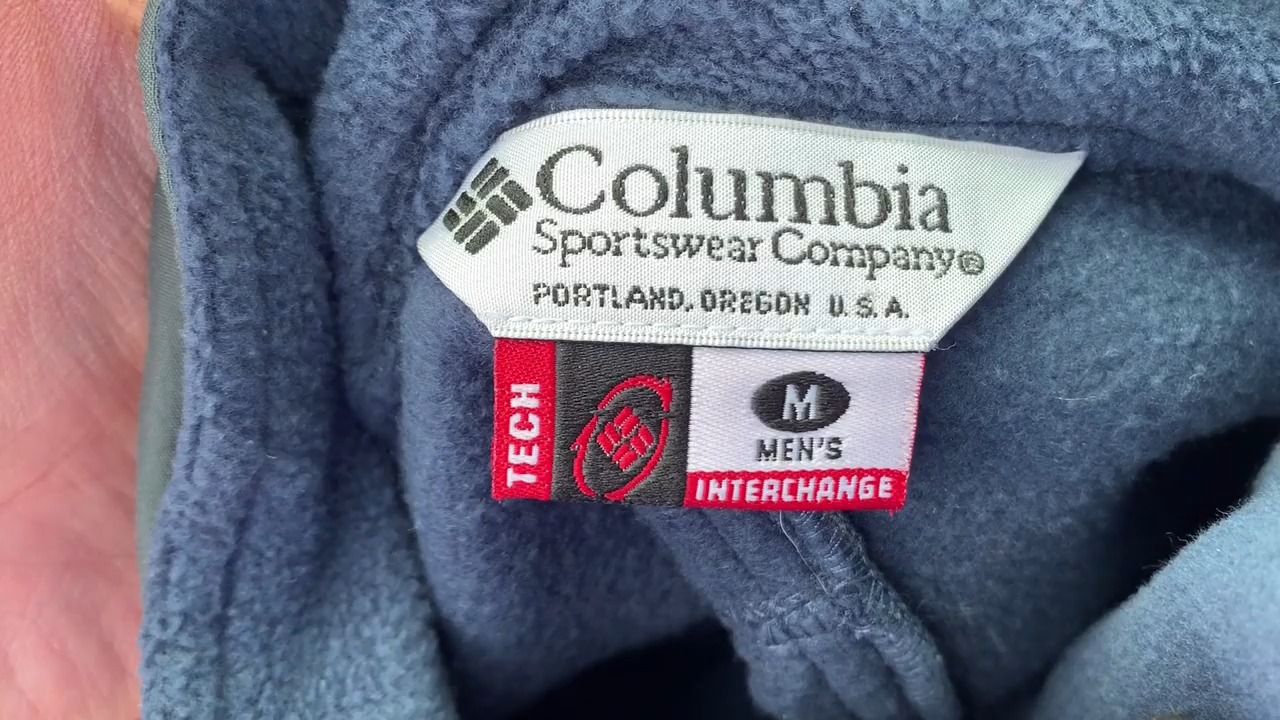 Columbia
Sportswear Company®
PORTLAND, OREGON U.S.A.
TECH
M
MEN'S
INTERCHANGE